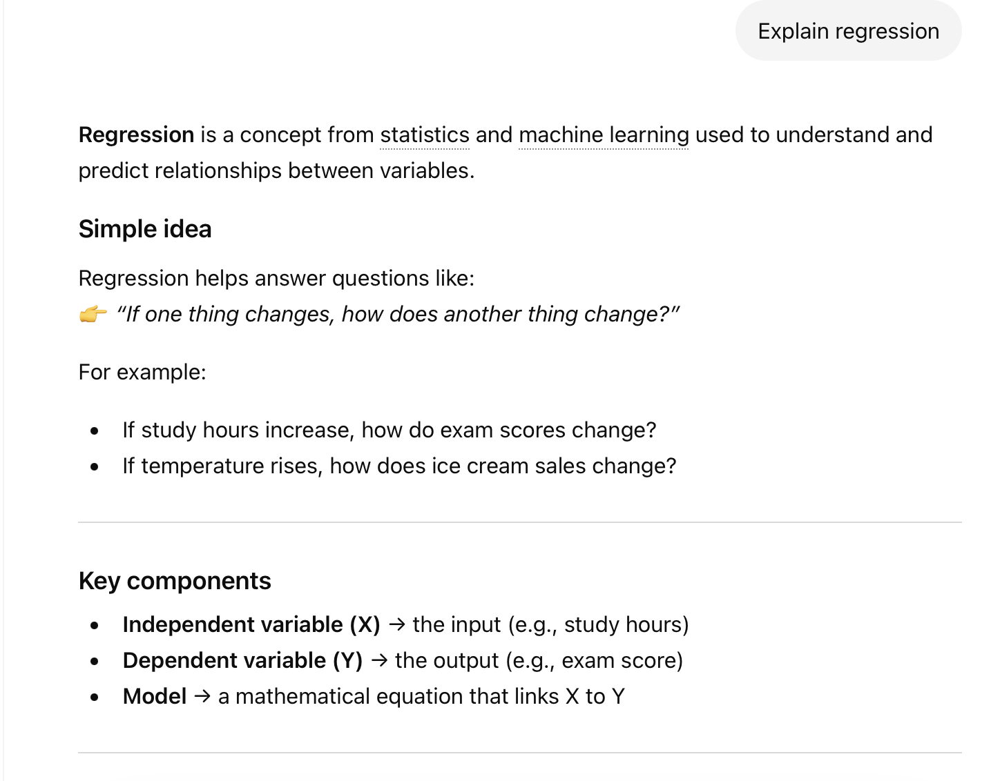 Explain regression
Regression is a concept from statistics and machine learning used to understand and
predict relationships between variables.
Simple idea
Regression helps answer questions like:
👉 “If one thing changes, how does another thing change?”
For example:
• If study hours increase, how do exam scores change?
• If temperature rises, how does ice cream sales change?
Key components
• Independent variable (X) → the input (e.g., study hours)
• Dependent variable (Y) → the output (e.g., exam score)
• Model → a mathematical equation that links X to Y